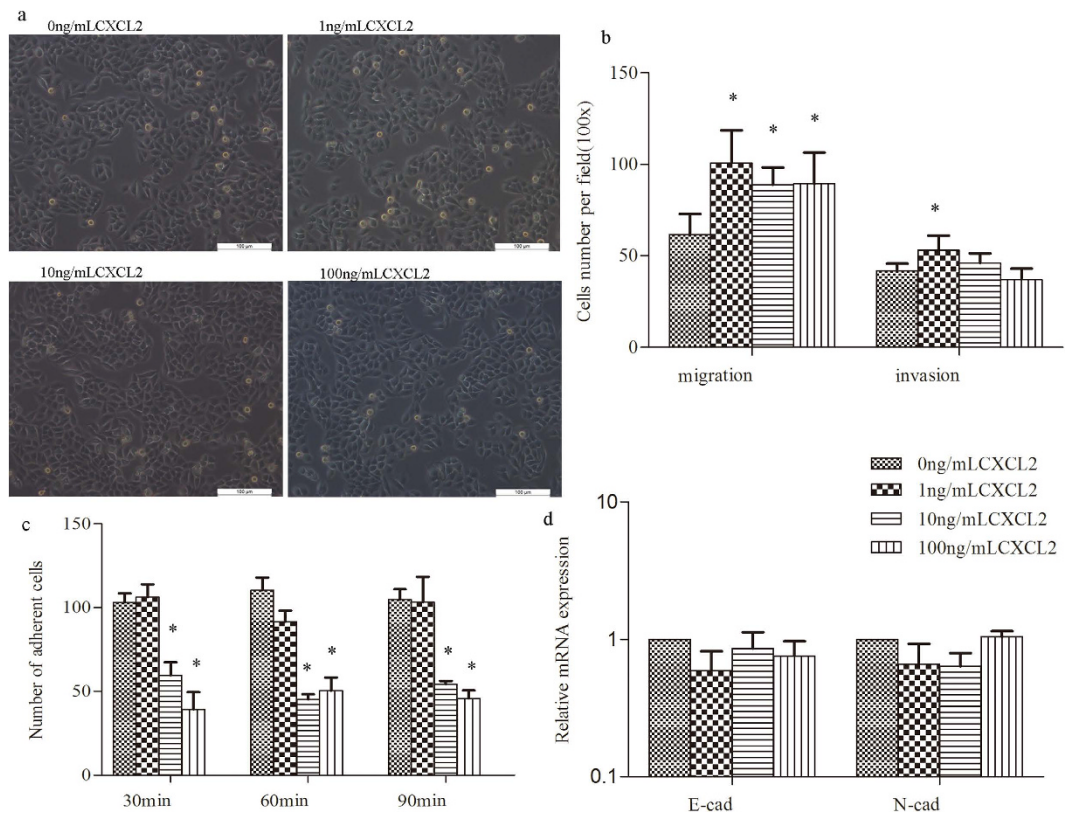 a
0ng/mLCXCL2
1ng/mLCXCL2
100 μm
100 μm
10ng/mLCXCL2
100ng/mLCXCL2
100 μm
100 μm
b
Cells number per field(100x)
150
100
50
0
* * * *
migration
invasion
c
Number of adherent cells
150
100
50
0
* * * * * *
30min
60min
90min
d
0ng/mLCXCL2
1ng/mLCXCL2
10ng/mLCXCL2
100ng/mLCXCL2
Relative mRNA expression
10
1
0.1
E-cad
N-cad